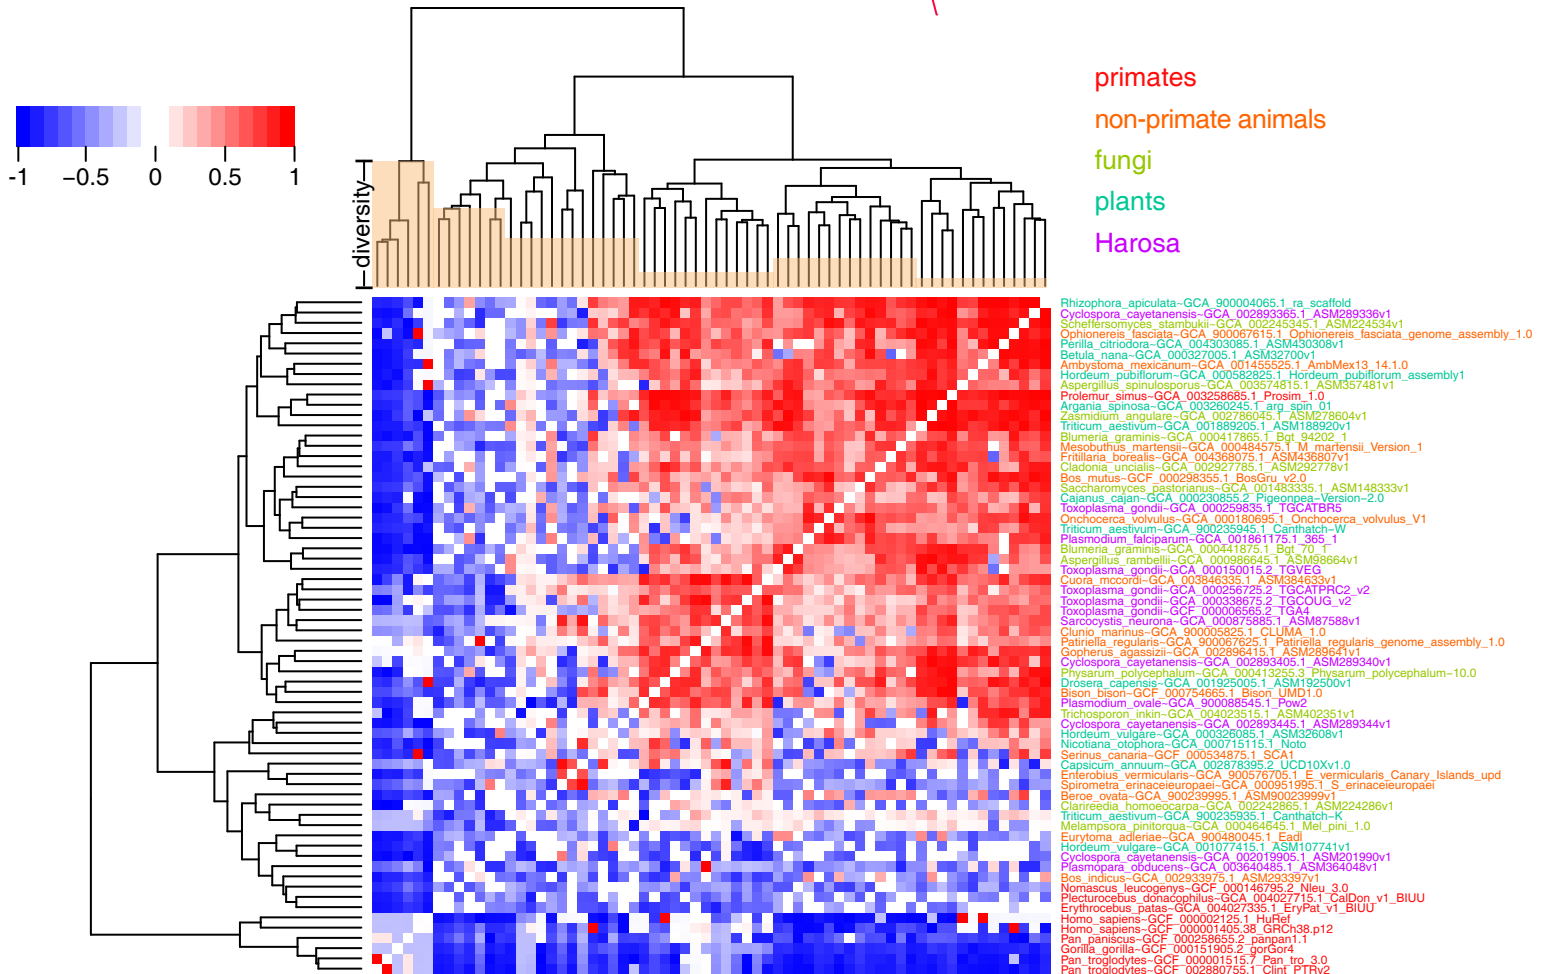 primates
non-primate animals
fungi
plants
Harosa
-1 −0.5 0 0.5 1
diversity
Rhizophora_apiculata~GCA_900004065.1_ra_scaffold
Cyclospora_cayetanensis~GCA_002893365.1_ASM289336v1
Scheffersomyces_stambukii~GCA_002245345.1_ASM224534v1
Ophionereis_fasciata~GCA_900067615.1_Ophionereis_fasciata_genome_assembly_1.0
Perilla_citriodora~GCA_004303085.1_ASM430308v1
Betula_nana~GCA_000327005.1_ASM32700v1
Ambystoma_mexicanum~GCA_001455525.1_AmbMex13_14.1.0
Hordeum_pubiflorum~GCA_000582825.1_Hordeum_pubiflorum_assembly1
Aspergillus_spinulosporus~GCA_003574815.1_ASM357481v1
Prolemur_simus~GCA_003258685.1_Prosim_1.0
Argania_spinosa~GCA_003260245.1_arg_spin_01
Zasmidium_angulare~GCA_002786045.1_ASM278604v1
Triticum_aestivum~GCA_001889205.1_ASM188920v1
Blumeria_graminis~GCA_000417865.1_Bgt_94202_1
Mesobuthus_martensii~GCA_000484575.1_M_martensii_Version_1
Fritillaria_borealis~GCA_004368075.1_ASM436807v1
Cladonia_uncialis~GCA_002927785.1_ASM292778v1
Bos_mutus~GCF_000298355.1_BosGru_v2.0
Saccharomyces_pastorianus~GCA_001483335.1_ASM148333v1
Cajanus_cajan~GCA_000230855.2_Pigeonpea−Version−2.0
Toxoplasma_gondii~GCA_000259835.1_TGCATBR5
Onchocerca_volvulus~GCA_000180695.1_Onchocerca_volvulus_V1
Triticum_aestivum~GCA_900235945.1_Canthatch−W
Plasmodium_falciparum~GCA_001861175.1_365_1
Blumeria_graminis~GCA_000441875.1_Bgt_70_1
Aspergillus_rambellii~GCA_000986645.1_ASM98664v1
Toxoplasma_gondii~GCA_000150015.2_TGVEG
Cuora_mccordi~GCA_003846335.1_ASM384633v1
Toxoplasma_gondii~GCA_000256725.2_TGCATPRC2_v2
Toxoplasma_gondii~GCA_000338675.2_TGCOUG_v2
Toxoplasma_gondii~GCF_000006565.2_TGA4
Sarcocystis_neurona~GCA_000875885.1_ASM87588v1
Clunio_marinus~GCA_900005825.1_CLUMA_1.0
Patiriella_regularis~GCA_900067625.1_Patiriella_regularis_genome_assembly_1.0
Gopherus_agassizii~GCA_002896415.1_ASM289641v1
Cyclospora_cayetanensis~GCA_002893405.1_ASM289340v1
Physarum_polycephalum~GCA_000413255.3_Physarum_polycephalum−10.0
Drosera_capensis~GCA_001925005.1_ASM192500v1
Bison_bison~GCF_000754665.1_Bison_UMD1.0
Plasmodium_ovale~GCA_900088545.1_Pow2
Trichosporon_inkin~GCA_004023515.1_ASM402351v1
Cyclospora_cayetanensis~GCA_002893445.1_ASM289344v1
Hordeum_vulgare~GCA_000326085.1_ASM32608v1
Nicotiana_otophora~GCA_000715115.1_Noto
Serinus_canaria~GCF_000534875.1_SCA1
Capsicum_annuum~GCA_002878395.2_UCD10Xv1.0
Enterobius_vermicularis~GCA_900576705.1_E_vermicularis_Canary_Islands_upd
Spirometra_erinaceieuropaei~GCA_000951995.1_S_erinaceieuropaei
Beroe_ovata~GCA_900239995.1_ASM90023999v1
Clarireedia_homoeocarpa~GCA_002242865.1_ASM224286v1
Triticum_aestivum~GCA_900235935.1_Canthatch−K
Melampsora_pinitorqua~GCA_000464645.1_Mel_pini_1.0
Eurytoma_adleriae~GCA_900480045.1_Eadl
Hordeum_vulgare~GCA_001077415.1_ASM107741v1
Cyclospora_cayetanensis~GCA_002019905.1_ASM201990v1
Plasmopara_obducens~GCA_003640485.1_ASM364048v1
Bos_indicus~GCA_002933975.1_ASM293397v1
Nomascus_leucogenys~GCF_000146795.2_Nleu_3.0
Plecturocebus_donacophilus~GCA_004027715.1_CalDon_v1_BIUU
Erythrocebus_patas~GCA_004027335.1_EryPat_v1_BIUU
Homo_sapiens~GCF_000002125.1_HuRef
Homo_sapiens~GCF_000001405.38_GRCh38.p12
Pan_paniscus~GCF_000258655.2_panpan1.1
Gorilla_gorilla~GCF_000151905.2_gorGor4
Pan_troglodytes~GCF_000001515.7_Pan_tro_3.0
Pan_troglodytes~GCA_002880755.1_Clint_PTRv2